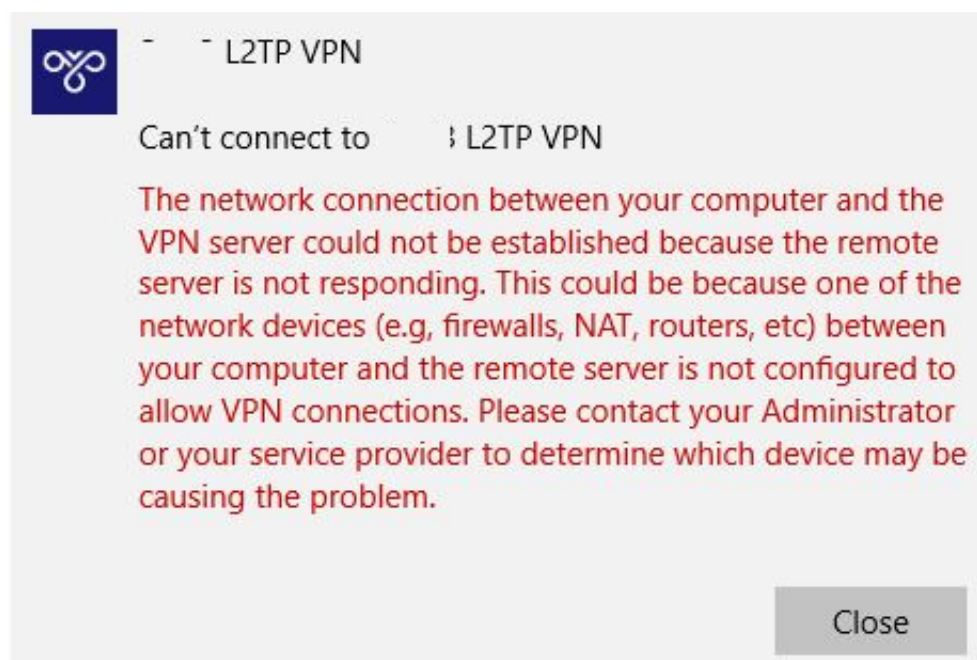 L2TP VPN
Can't connect to L2TP VPN
The network connection between your computer and the
VPN server could not be established because the remote
server is not responding. This could be because one of the
network devices (e.g, firewalls, NAT, routers, etc) between
your computer and the remote server is not configured to
allow VPN connections. Please contact your Administrator
or your service provider to determine which device may be
causing the problem.
Close